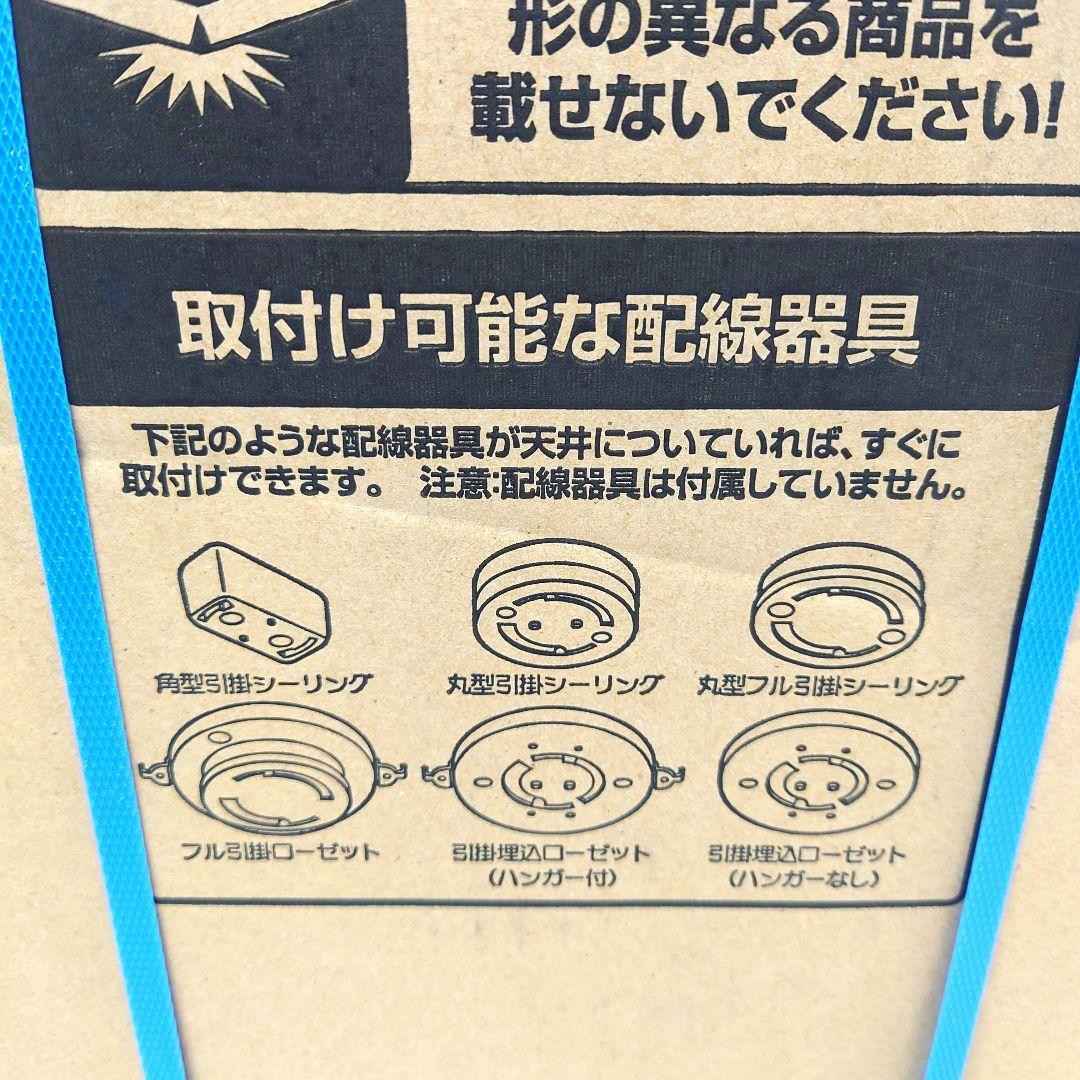 形の異なる商品を
載せないでください!
取付け可能な配線器具
下記のような配線器具が天井についていれば、すぐに
取付けできます。 注意:配線器具は付属していません。
角型引掛シーリング
丸型引掛シーリング
丸型フル引掛シーリング
フル引掛ローゼット
引掛埋込ローゼット
(ハンガー付)
引掛埋込ローゼット
(ハンガーなし)